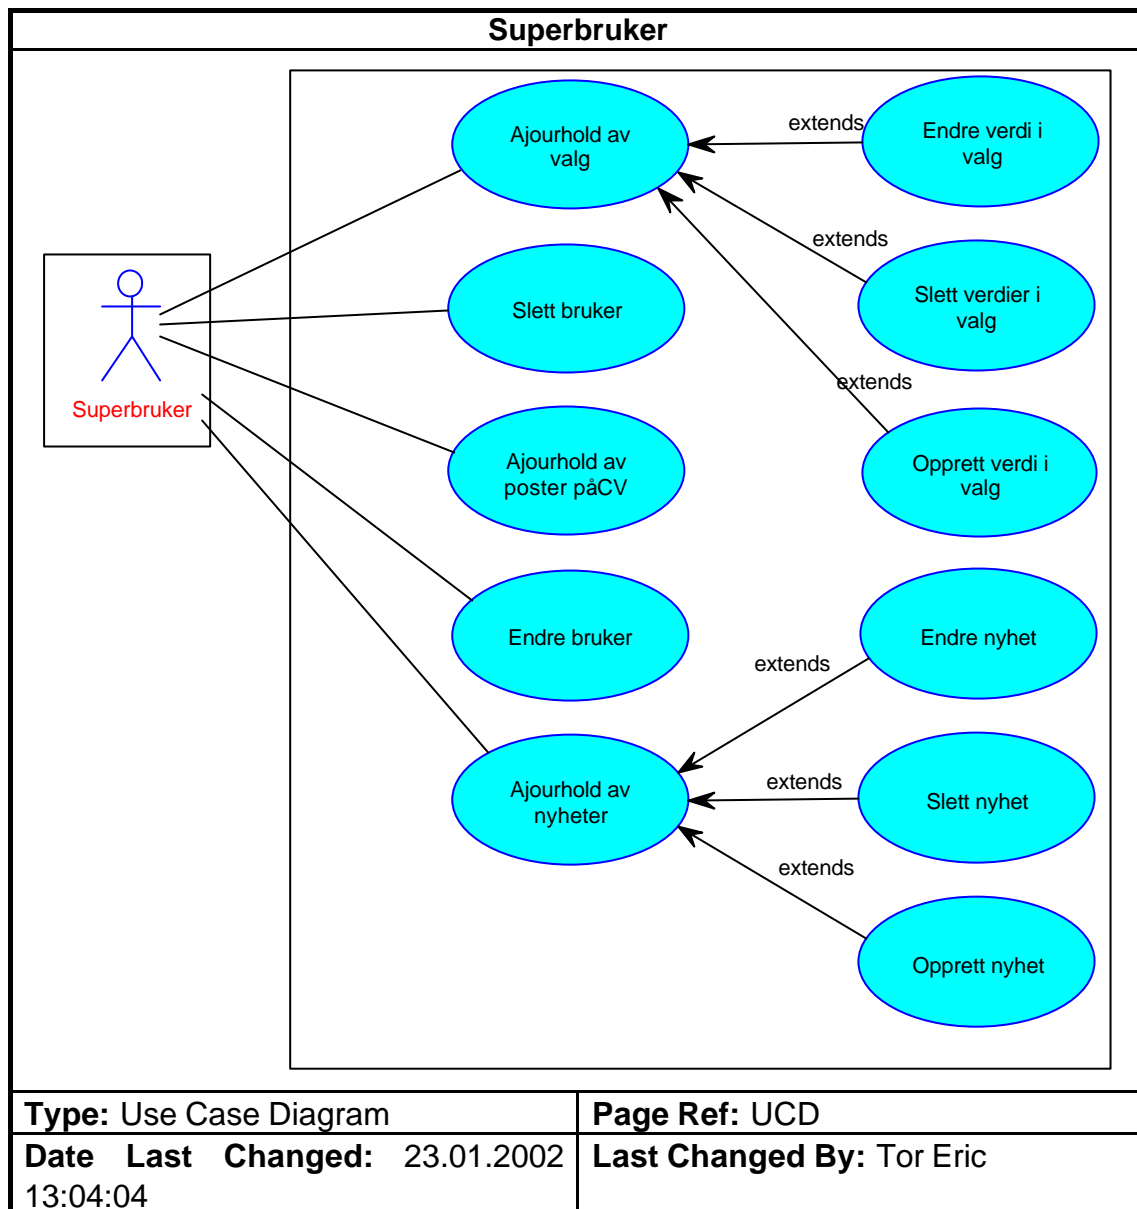 Superbruker
Ajourhold av
valg
extends
Endre verdi i
valg
extends
Slett verdier i
valg
Slett bruker
extends
Superbruker
Ajourhold av
poster påCV
Opprett verdi i
valg
Endre bruker
Endre nyhet
extends
Ajourhold av
nyheter
extends
Slett nyhet
extends
Opprett nyhet
Type: Use Case Diagram
Page Ref: UCD
Date Last Changed: 23.01.2002
13:04:04
Last Changed By: Tor Eric